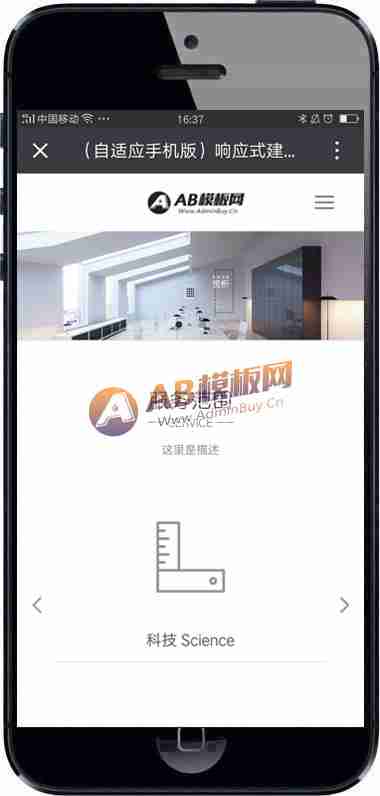 中国移动 16:37
（自适应手机版）响应式建...
AB模板网
Www.AdminBuy.Cn
AB模板网
服务范围
Www.AdminBuy.Cn
SERVICE
这里是描述
科技 Science